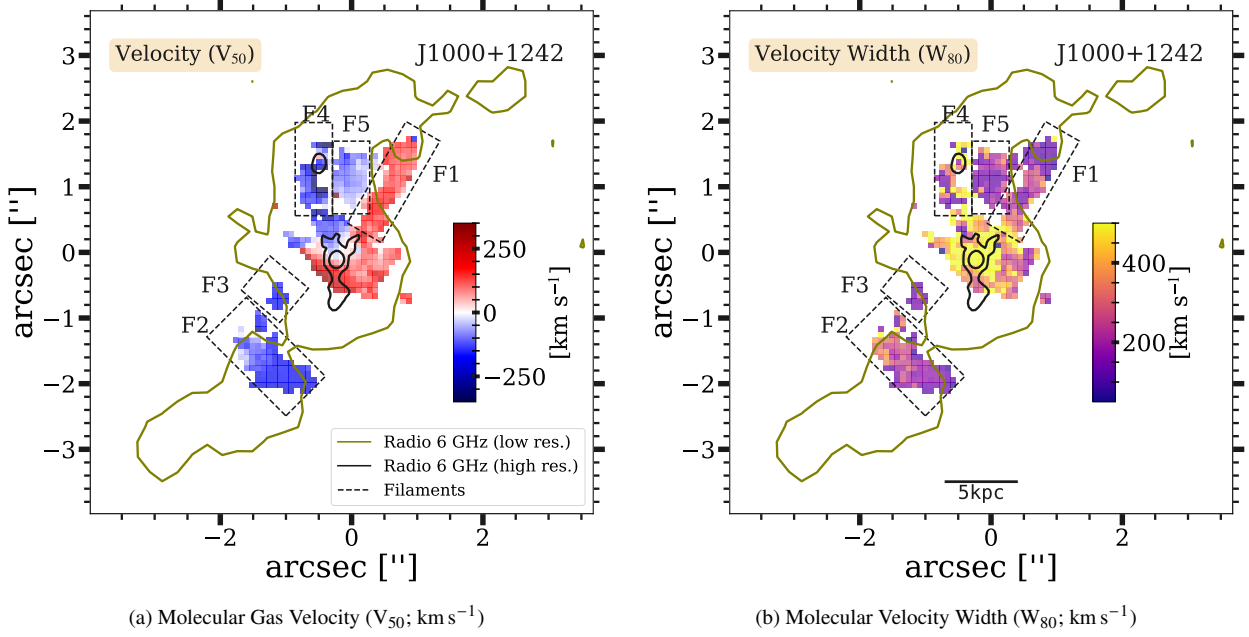 Velocity (V50)
J1000+1242
F4
F5
F1
F3
F2
250
0
−250
[km s−1]
Radio 6 GHz (low res.)
Radio 6 GHz (high res.)
Filaments
3
2
1
0
−1
−2
−3
arcsec ['']
−2
0
2
arcsec ['']
(a) Molecular Gas Velocity (V50; km s−1)
Velocity Width (W80)
J1000+1242
F4
F5
F1
F3
F2
400
200
[km s−1]
5kpc
3
2
1
0
−1
−2
−3
arcsec ['']
−2
0
2
arcsec ['']
(b) Molecular Velocity Width (W80; km s−1)